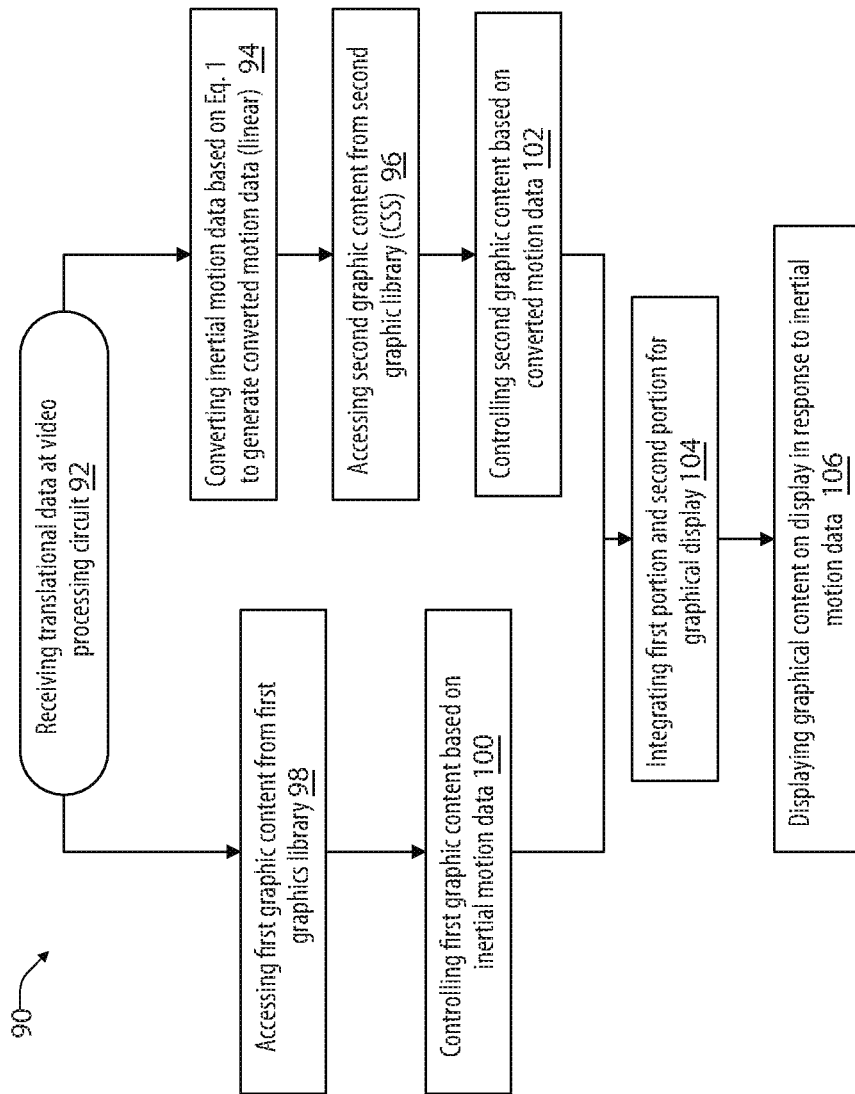 90
Receiving translational data at video
processing circuit 92
Accessing first graphic content from first
graphics library 98
Controlling first graphic content based on
inertial motion data 100
Converting inertial motion data based on Eq. 1
to generate converted motion data (linear) 94
Accessing second graphic content from second
graphic library (CSS) 96
Controlling second graphic content based on
converted motion data 102
Integrating first portion and second portion for
graphical display 104
Displaying graphical content on display in response to inertial
motion data 106